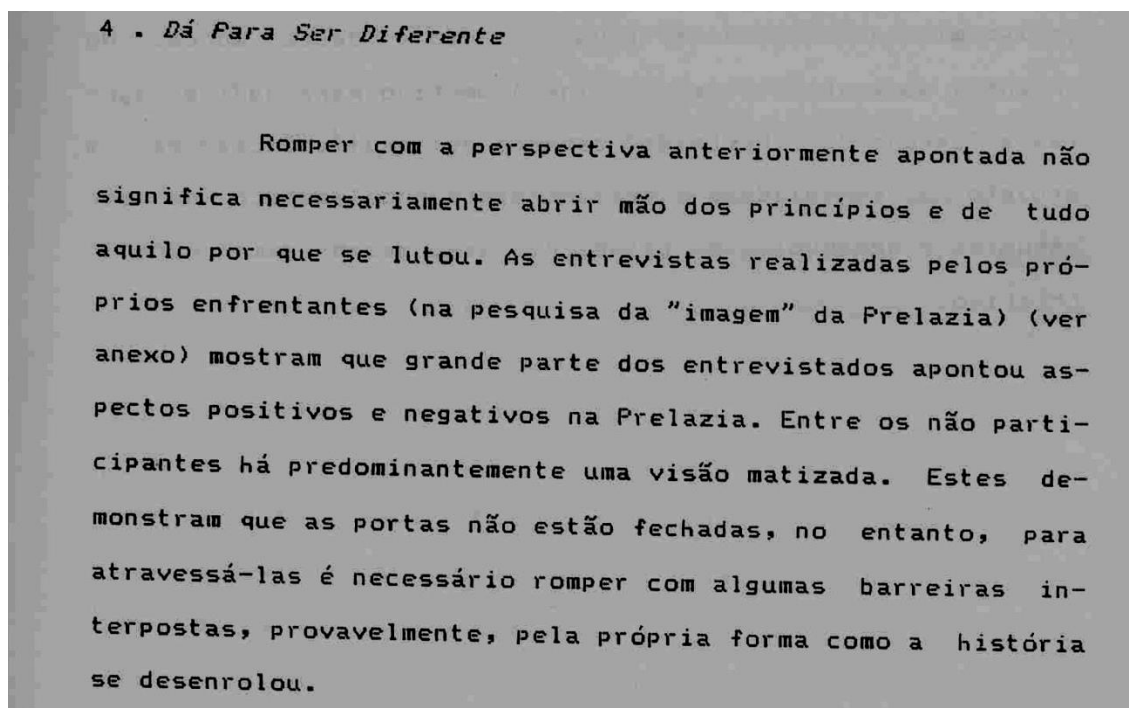 4 . Dá Para Ser Diferente
Romper com a perspectiva anteriormente apontada não
significa necessariamente abrir mão dos princípios e de tudo
aquilo por que se lutou. As entrevistas realizadas pelos pró-
prios enfrentantes (na pesquisa da "imagem" da Prelazia) (ver
anexo) mostram que grande parte dos entrevistados apontou as-
pectos positivos e negativos na Prelazia. Entre os não parti-
cipantes há predominantemente uma visão matizada. Estes de-
monstram que as portas não estão fechadas, no entanto, para
atravessá-las é necessário romper com algumas barreiras in-
terpostas, provavelmente, pela própria forma como a história
se desenrolou.